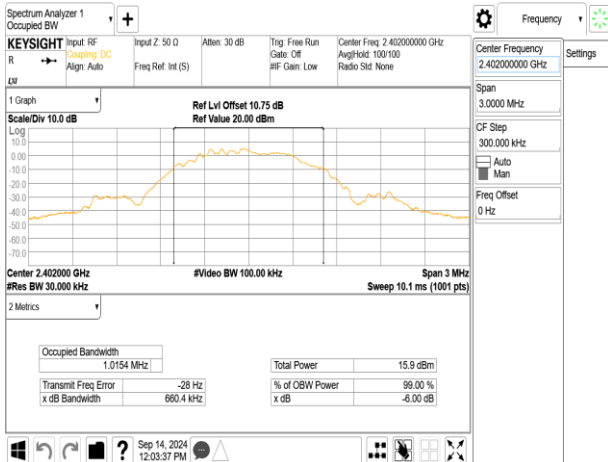 Spectrum Analyzer 1
Occupied BW
+
Frequency
KEYSIGHT
R
LXI
Input: RF
Coupling: DC
Align: Auto
Input Z: 50 Ω
Freq Ref: Int (S)
Atten: 30 dB
Trig: Free Run
Gate: Off
#IF Gain: Low
Center Freq: 2.402000000 GHz
Avg|Hold: 100/100
Radio Std: None
Center Frequency
2.402000000 GHz
Settings
Span
3.0000 MHz
CF Step
300.000 kHz
Auto
Man
Freq Offset
0 Hz
1 Graph
Scale/Div 10.0 dB
Ref Lvl Offset 10.75 dB
Ref Value 20.00 dBm
Log
10.0
0.00
-10.0
-20.0
-30.0
-40.0
-50.0
-60.0
-70.0
Center 2.402000 GHz
#Res BW 30.000 kHz
#Video BW 100.00 kHz
Span 3 MHz
Sweep 10.1 ms (1001 pts)
2 Metrics
Occupied Bandwidth
1.0154 MHz
Total Power 15.9 dBm
Transmit Freq Error -28 Hz
% of OBW Power 99.00 %
x dB Bandwidth 660.4 kHz
x dB -6.00 dB
?
Sep 14, 2024
12:03:37 PM